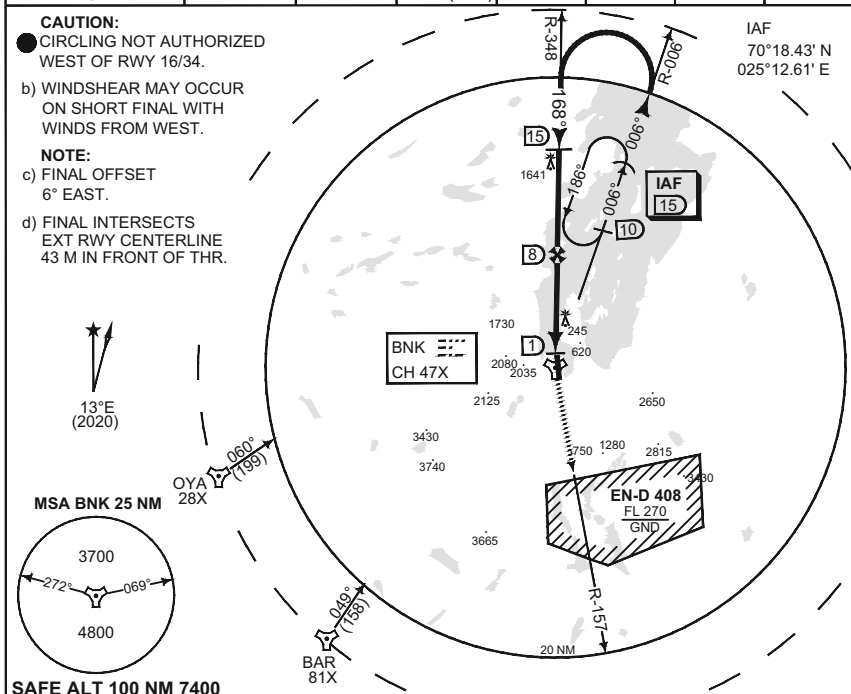 CAUTION:
CIRCLING NOT AUTHORIZED
WEST OF RWY 16/34.
b) WINDSHEAR MAY OCCUR
ON SHORT FINAL WITH
WINDS FROM WEST.
NOTE:
c) FINAL OFFSET
6° EAST.
d) FINAL INTERSECTS
EXT RWY CENTERLINE
43 M IN FRONT OF THR.
IAF
70°18.43' N
025°12.61' E
R-348
R-006
168°
006°
15
1641
186°
006°
IAF
15
10
8
1730
245
1
620
BNK
CH 47X
2080
2035
13°E
(2020)
2125
2650
3430
3740
750
1280
2815
3430
060°
(199)
OYA
28X
EN-D 408
FL 270
GND
MSA BNK 25 NM
3700
272°
069°
4800
3665
049°
(158)
R-157
BAR
81X
20 NM
SAFE ALT 100 NM 7400